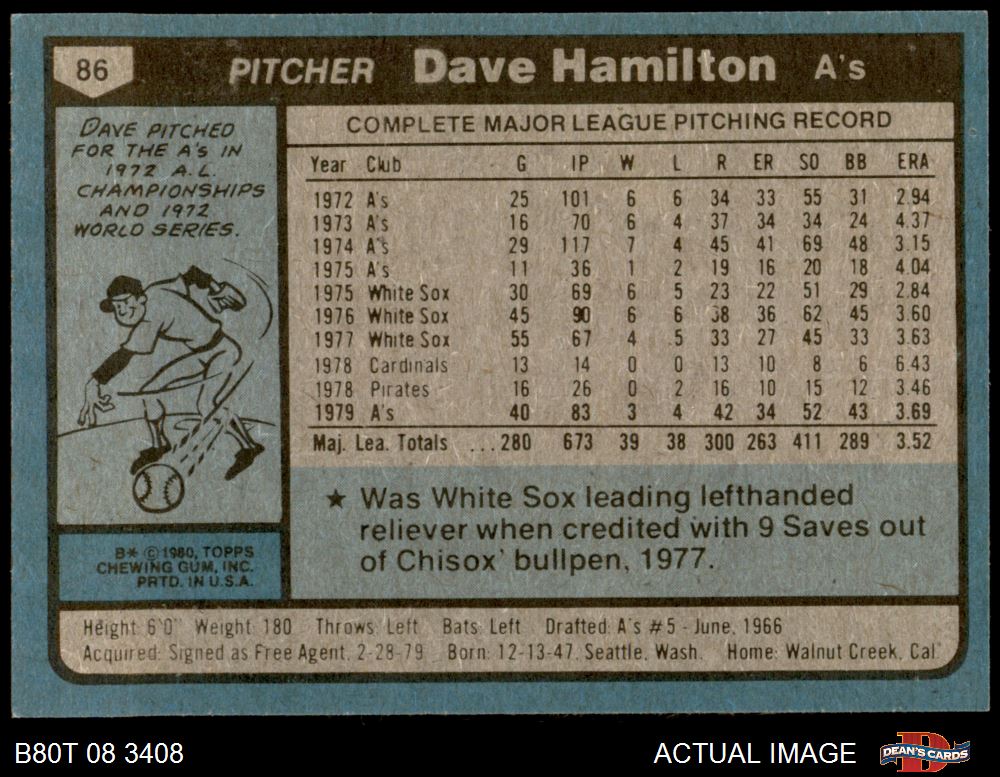 86 PITCHER Dave Hamilton A's
DAVE PITCHED
FOR THE A'S IN
1972 A.L.
CHAMPIONSHIPS
AND 1972
WORLD SERIES.
COMPLETE MAJOR LEAGUE PITCHING RECORD
Year Club G IP W L R ER SO BB ERA
1972 A's 25 101 6 6 34 33 55 31 2.94
1973 A's 16 70 6 4 37 34 34 24 4.37
1974 A's 29 117 7 4 45 41 69 48 3.15
1975 A's 11 36 1 2 19 16 20 18 4.04
1975 White Sox 30 69 6 5 23 22 51 29 2.84
1976 White Sox 45 90 6 6 38 36 62 45 3.60
1977 White Sox 55 67 4 5 33 27 45 33 3.63
1978 Cardinals 13 14 0 0 13 10 8 6 6.43
1978 Pirates 16 26 0 2 16 10 15 12 3.46
1979 A's 40 83 3 4 42 34 52 43 3.69
Maj. Lea. Totals ...280 673 39 38 300 263 411 289 3.52
★ Was White Sox leading lefthanded
reliever when credited with 9 Saves out
of Chisox' bullpen, 1977.
B* © 1980, TOPPS
CHEWING GUM, INC.
PRTD. IN U.S.A.
Height: 6'0" Weight: 180 Throws: Left Bats: Left Drafted: A's #5 - June, 1966
Acquired: Signed as Free Agent, 2-28-79 Born: 12-13-47, Seattle, Wash. Home: Walnut Creek, Cal.
B80T 08 3408 ACTUAL IMAGE DEAN'S CARDS